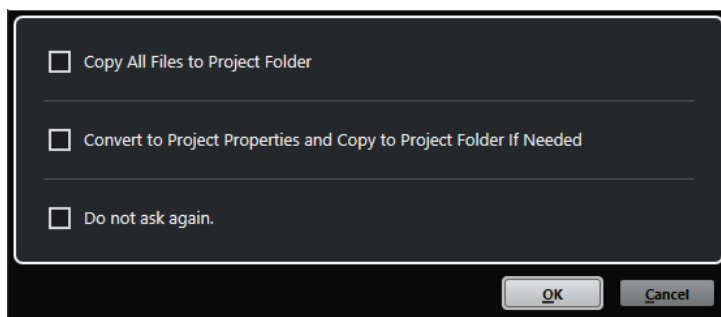 Copy All Files to Project Folder
Convert to Project Properties and Copy to Project Folder If Needed
Do not ask again.
OK
Cancel